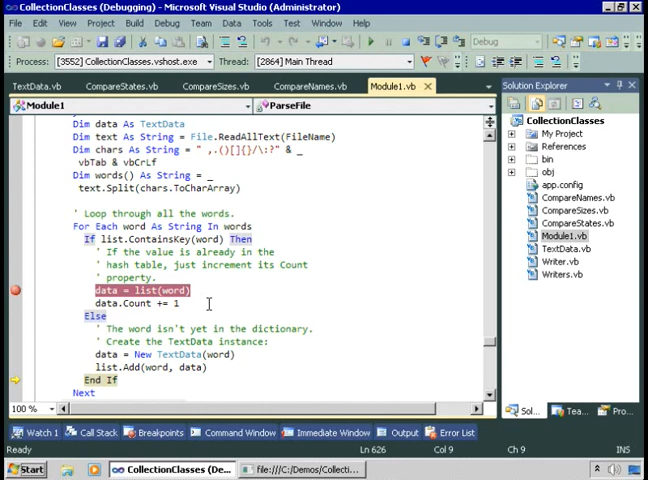 CollectionClasses (Debugging) - Microsoft Visual Studio (Administrator)
File Edit View Project Build Debug Team Data Tools Test Window Help
Debug
Process: [3552] CollectionClasses.vshost.exe Thread: [2864] Main Thread
TextData.vb CompareStates.vb CompareSizes.vb CompareNames.vb Module1.vb
Module1 ParseFile
Dim data As TextData
Dim text As String = File.ReadAllText(FileName)
Dim chars As String = " ,.()[]{}/\:?" & _
vbTab & vbCrLf
Dim words() As String = _
text.Split(chars.ToCharArray)
' Loop through all the words.
For Each word As String In words
If list.ContainsKey(word) Then
' If the value is already in the
' hash table, just increment its Count
' property.
data = list(word)
data.Count += 1
Else
' The word isn't yet in the dictionary.
' Create the TextData instance:
data = New TextData(word)
list.Add(word, data)
End If
Next
100 %
Solution Explorer
CollectionClasses
My Project
References
bin
obj
app.config
CompareNames.vb
CompareSizes.vb
CompareStates.vb
Module1.vb
TextData.vb
Writer.vb
Writers.vb
Sol... Tea... Pro...
Watch 1 Call Stack Breakpoints Command Window Immediate Window Output Error List
Ready Ln 626 Col 9 Ch 9 INS
Start CollectionClasses (De... file:///C:/Demos/Collecti...